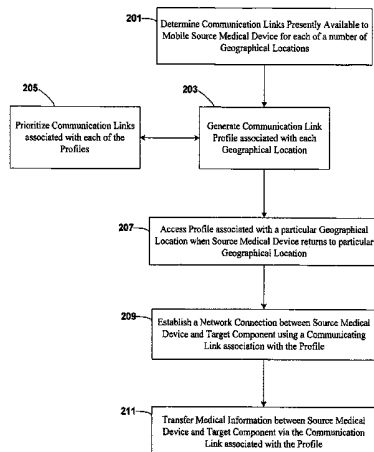 201
Determine Communication Links Presently Available to
Mobile Source Medical Device for each of a number of
Geographical Locations
205
203
Prioritize Communication Links
associated with each of the
Profiles
Generate Communication Link
Profile associated with each
Geographical Location
207
Access Profile associated with a particular Geographical
Location when Source Medical Device returns to particular
Geographical Location
209
Establish a Network Connection between Source Medical
Device and Target Component using a Communicating
Link association with the Profile
211
Transfer Medical Information between Source Medical
Device and Target Component via the Communication
Link associated with the Profile